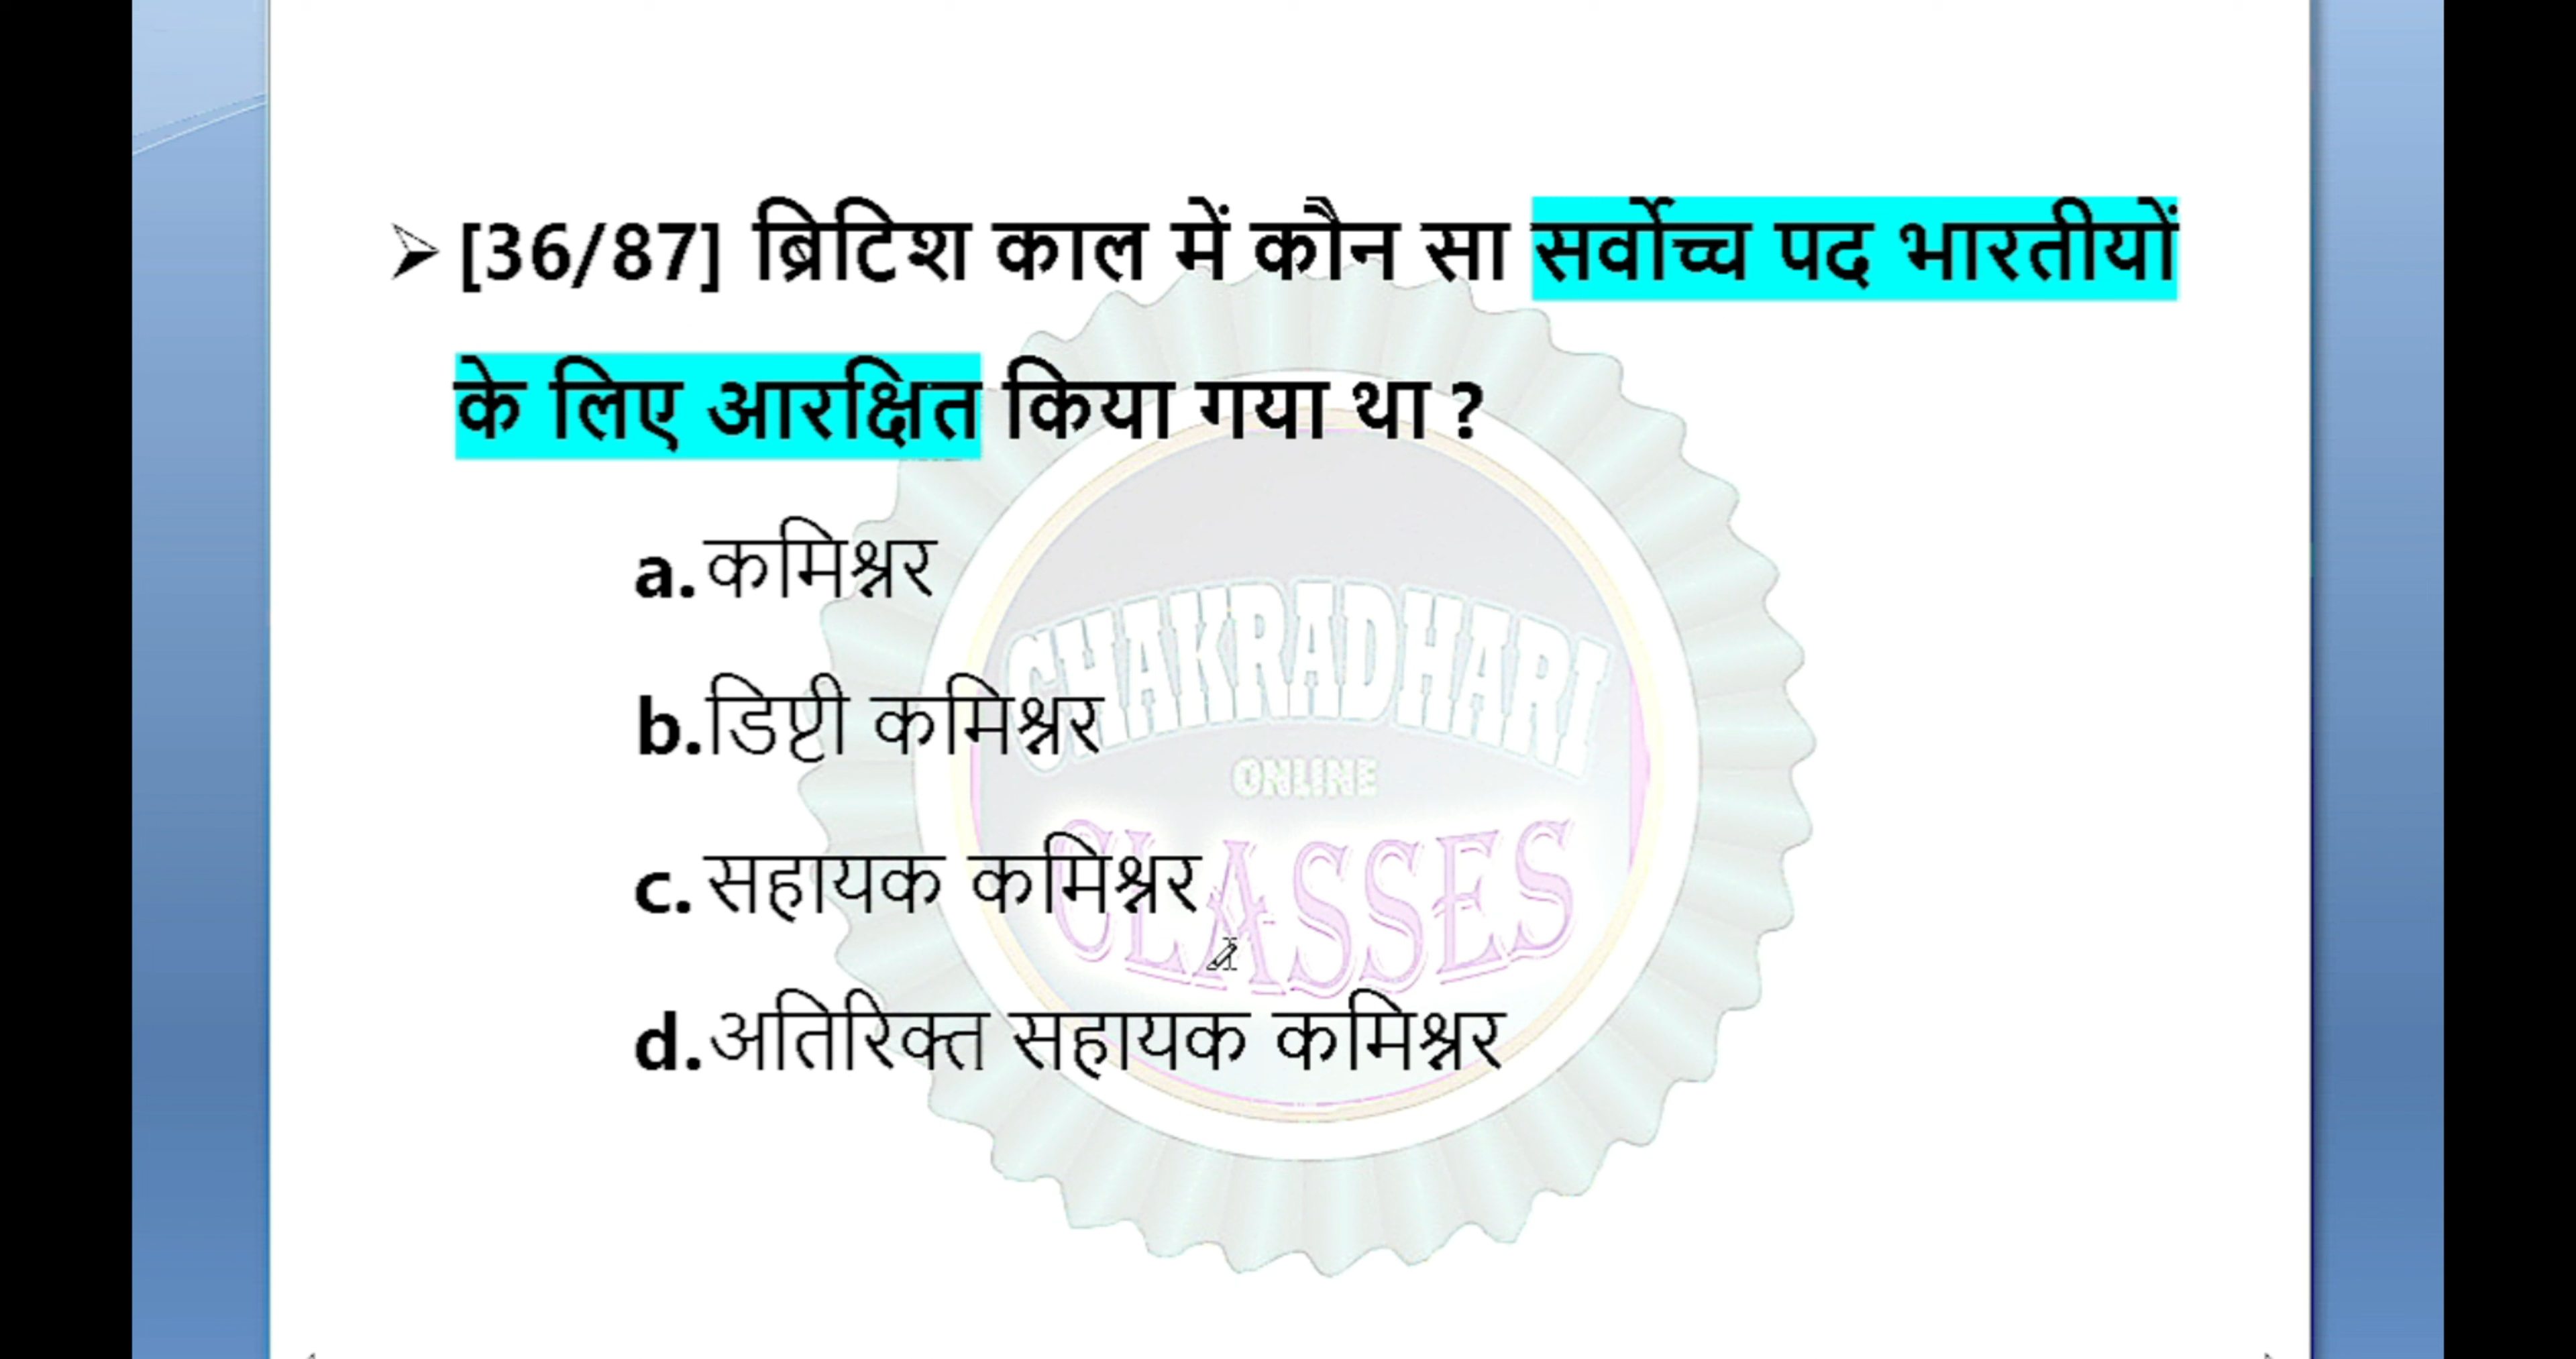 ➢ [36/87] ब्रिटिश काल में कौन सा सर्वोच्च पद भारतीयों
के लिए आरक्षित किया गया था ?
a. कमिश्नर
b. डिप्टी कमिश्नर
c. सहायक कमिश्नर
d. अतिरिक्त सहायक कमिश्नर
CHAKRADHARI
ONLINE
CLASSES